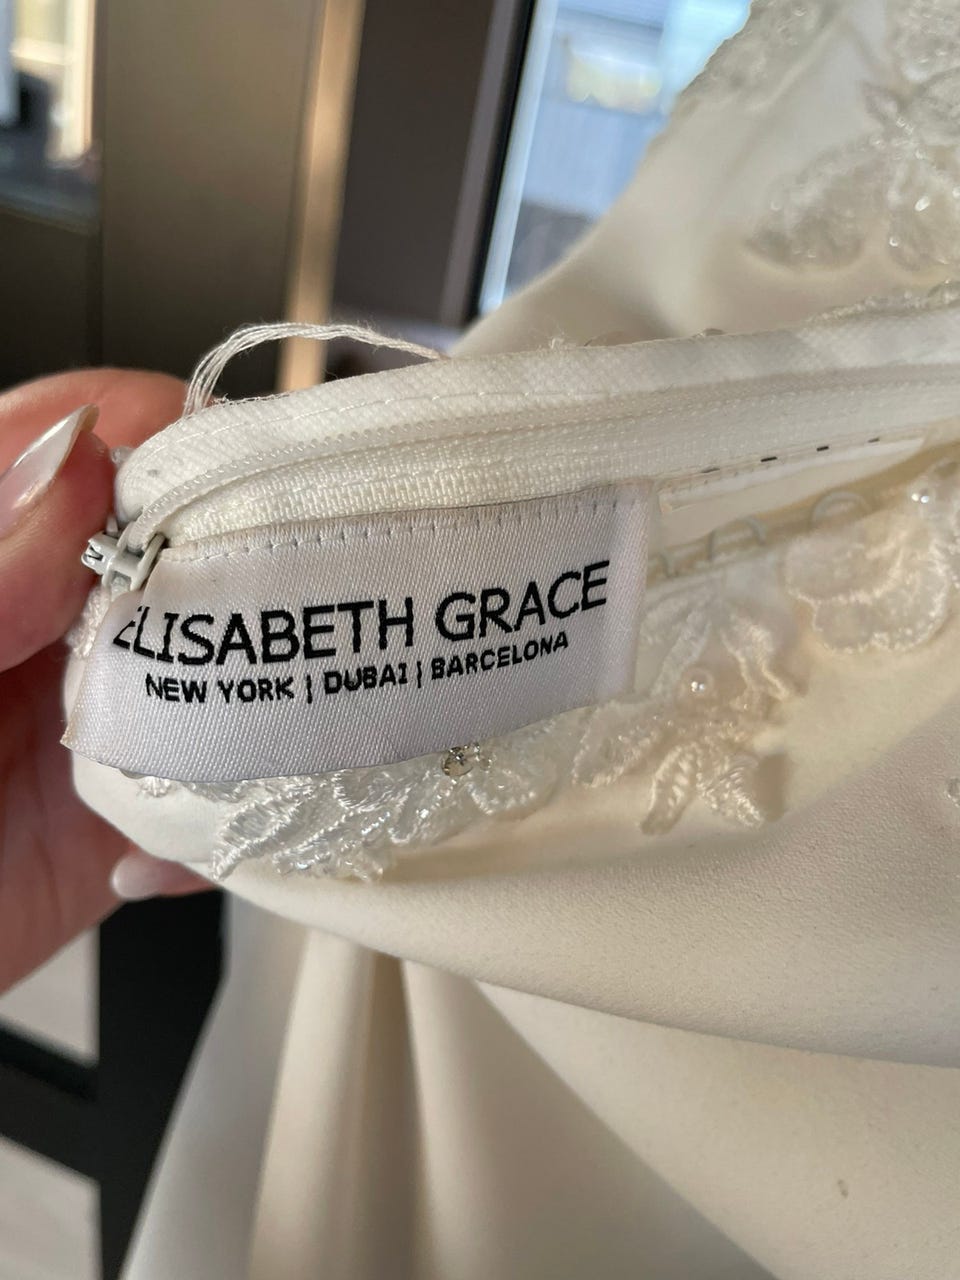 ELISABETH GRACE
NEW YORK | DUBAI | BARCELONA